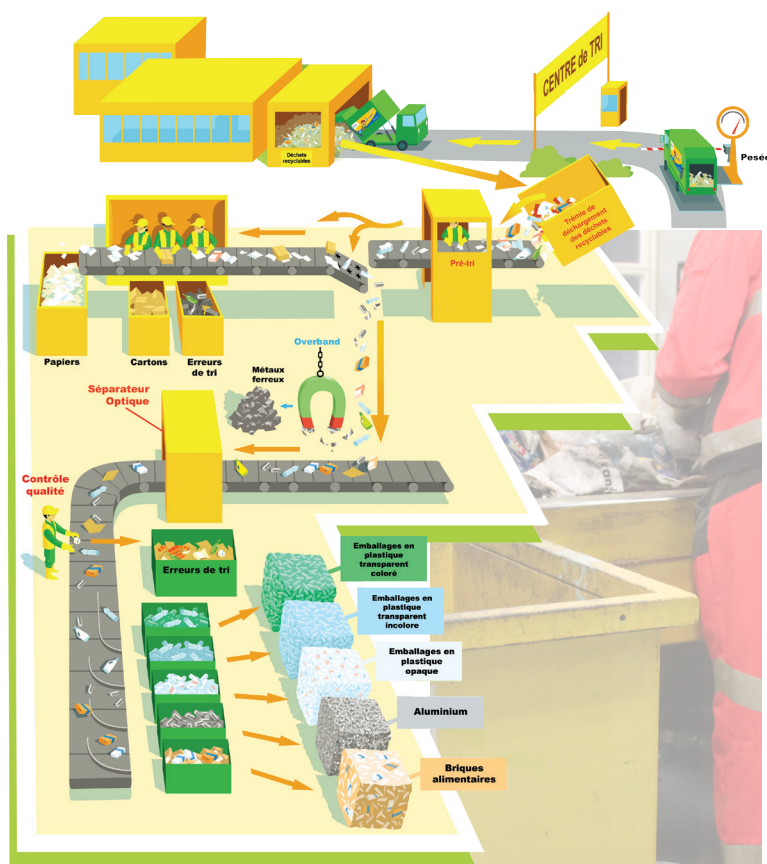 CENTRE de TRI
Pesée
Déchets
recyclables
Trémie de
déchargement
des déchets
recyclables
Pré-tri
Papiers
Cartons
Erreurs
de tri
Overband
Métaux
ferreux
Séparateur
Optique
Contrôle
qualité
Erreurs de tri
Emballages en
plastique
transparent
coloré
Emballages en
plastique
transparent
incolore
Emballages en
plastique
opaque
Aluminium
Briques
alimentaires